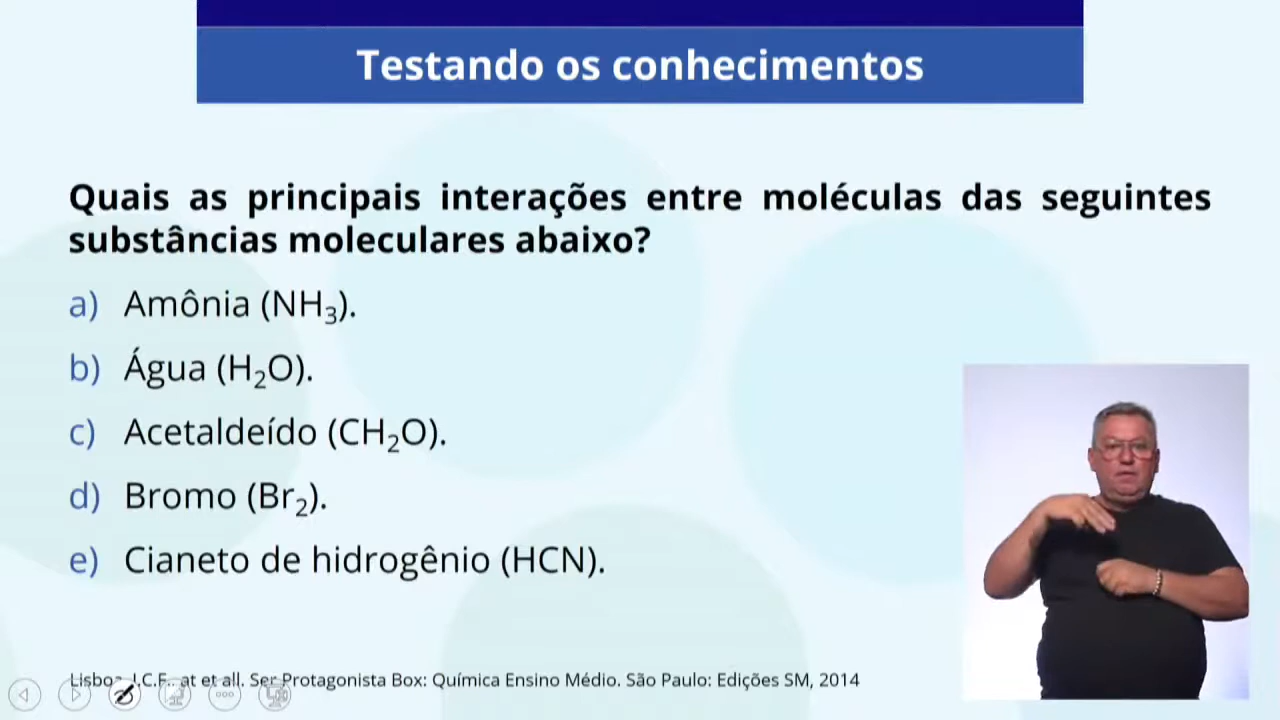 Testando os conhecimentos
Quais as principais interações entre moléculas das seguintes
substâncias moleculares abaixo?
a) Amônia (NH₃).
b) Água (H₂O).
c) Acetaldeído (CH₂O).
d) Bromo (Br₂).
e) Cianeto de hidrogênio (HCN).
Lisboa, J.C.F.. at et all. Ser Protagonista Box: Química Ensino Médio. São Paulo: Edições SM, 2014